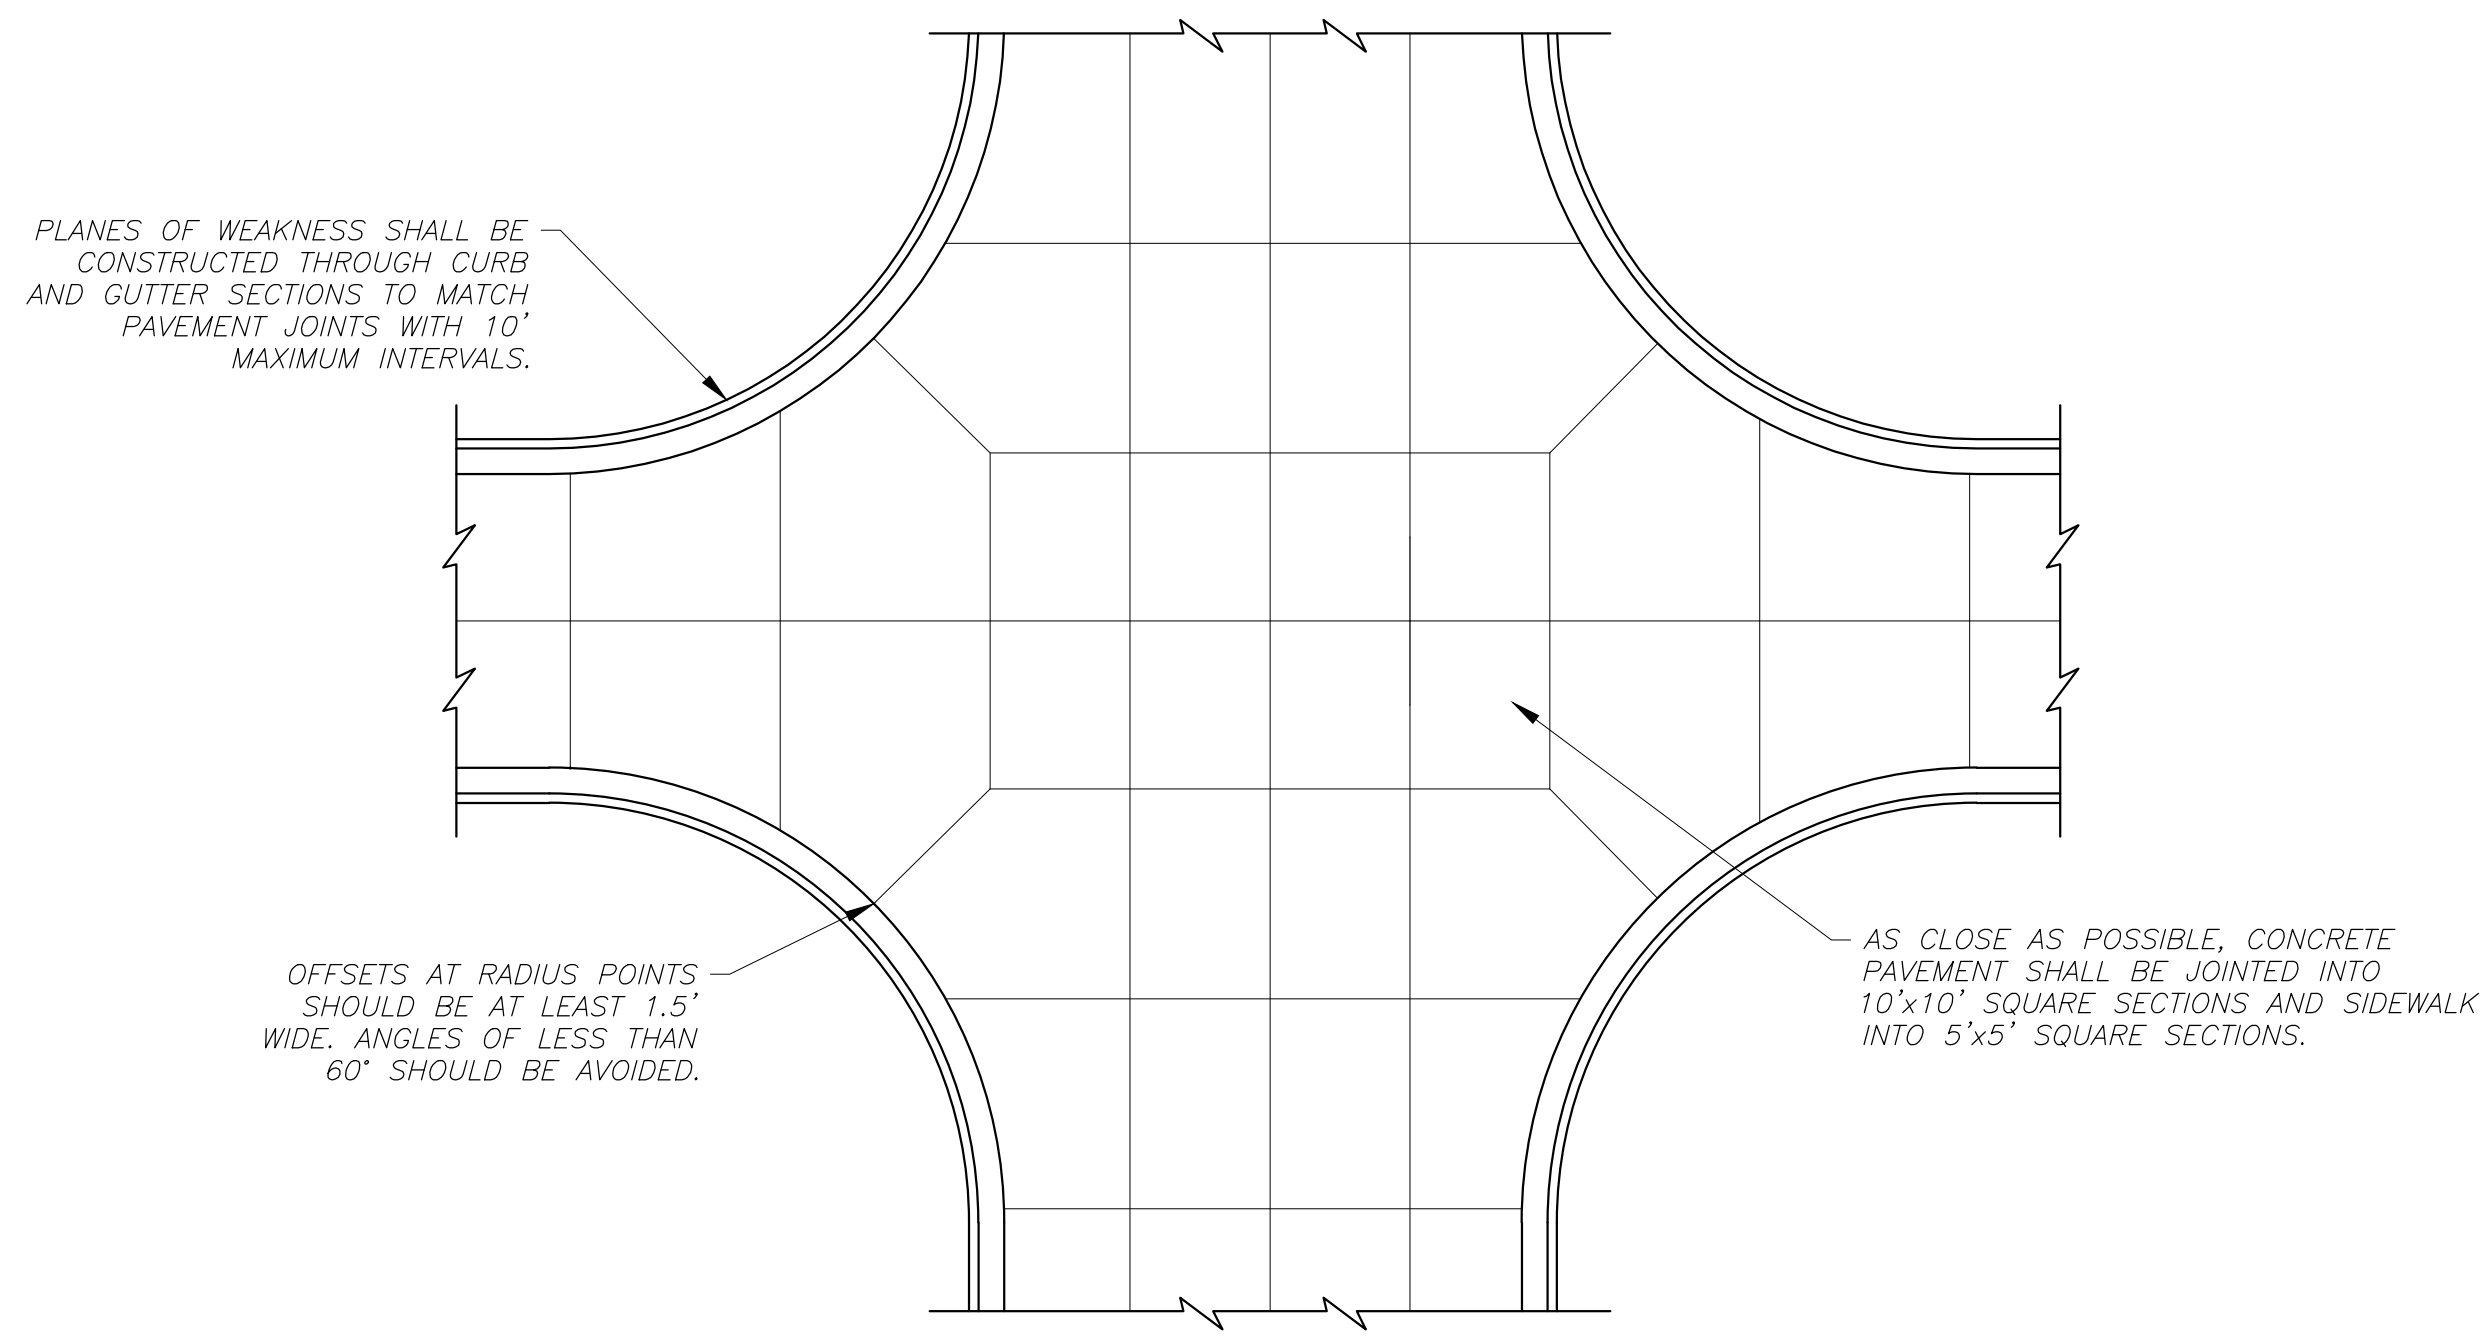 PLANES OF WEAKNESS SHALL BE
CONSTRUCTED THROUGH CURB
AND GUTTER SECTIONS TO MATCH
PAVEMENT JOINTS WITH 10'
MAXIMUM INTERVALS.
OFFSETS AT RADIUS POINTS
SHOULD BE AT LEAST 1.5'
WIDE. ANGLES OF LESS THAN
60° SHOULD BE AVOIDED.
AS CLOSE AS POSSIBLE, CONCRETE
PAVEMENT SHALL BE JOINTED INTO
10'x10' SQUARE SECTIONS AND SIDEWALK
INTO 5'x5' SQUARE SECTIONS.